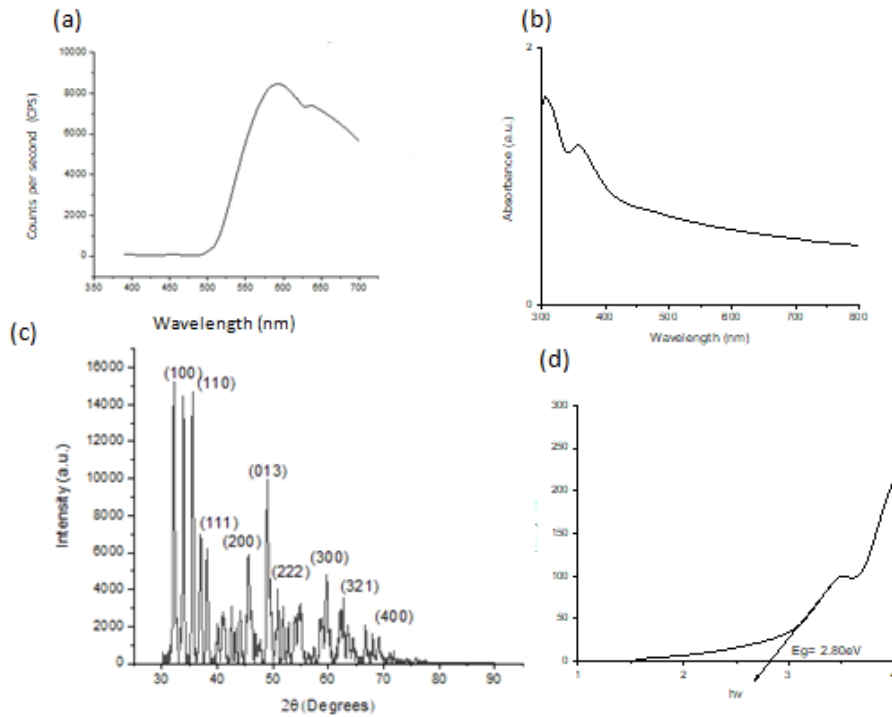 (a)
10000
8000
6000
4000
2000
0
Counts per second (CPS)
350 400 450 500 550 600 650 700
Wavelength (nm)
(b)
2
1
0
Absorbance (a.u.)
300 400 500 600 700 800
Wavelength (nm)
(c)
16000
14000
12000
10000
8000
6000
4000
2000
0
Intensity (a.u.)
(100)
(110)
(111)
(200)
(013)
(222)
(300)
(321)
(400)
30 40 50 60 70 80 90
2θ (Degrees)
(d)
300
250
200
150
100
50
0
Eg= 2.80eV
1 2 3 4
hv